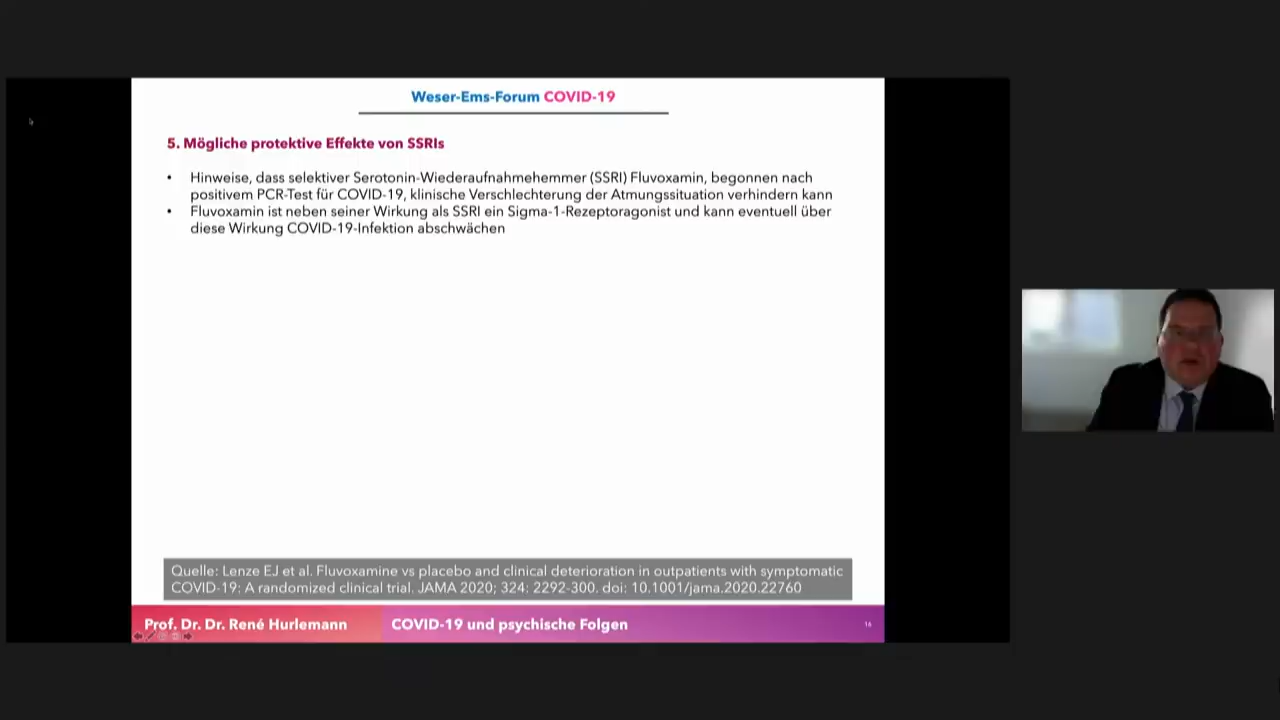 Weser-Ems-Forum COVID-19
5. Mögliche protektive Effekte von SSRIs
• Hinweise, dass selektiver Serotonin-Wiederaufnahmehemmer (SSRI) Fluvoxamin, begonnen nach
positivem PCR-Test für COVID-19, klinische Verschlechterung der Atmungssituation verhindern kann
• Fluvoxamin ist neben seiner Wirkung als SSRI ein Sigma-1-Rezeptoragonist und kann eventuell über
diese Wirkung COVID-19-Infektion abschwächen
Quelle: Lenze EJ et al. Fluvoxamine vs placebo and clinical deterioration in outpatients with symptomatic
COVID-19: A randomized clinical trial. JAMA 2020; 324: 2292-300. doi: 10.1001/jama.2020.22760
Prof. Dr. Dr. René Hurlemann COVID-19 und psychische Folgen 16